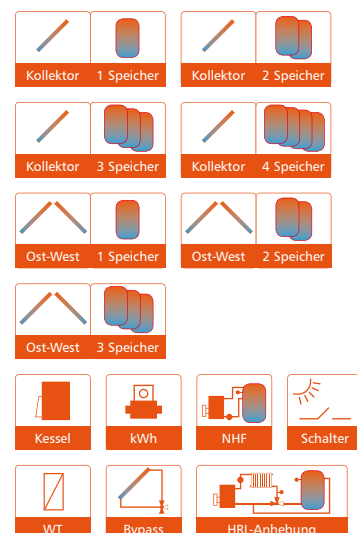 Kollektor 1 Speicher Kollektor 2 Speicher
Kollektor 3 Speicher Kollektor 4 Speicher
Ost-West 1 Speicher Ost-West 2 Speicher
Ost-West 3 Speicher
Kessel kWh NHF Schalter
WT Bypass HRL-Anhebung